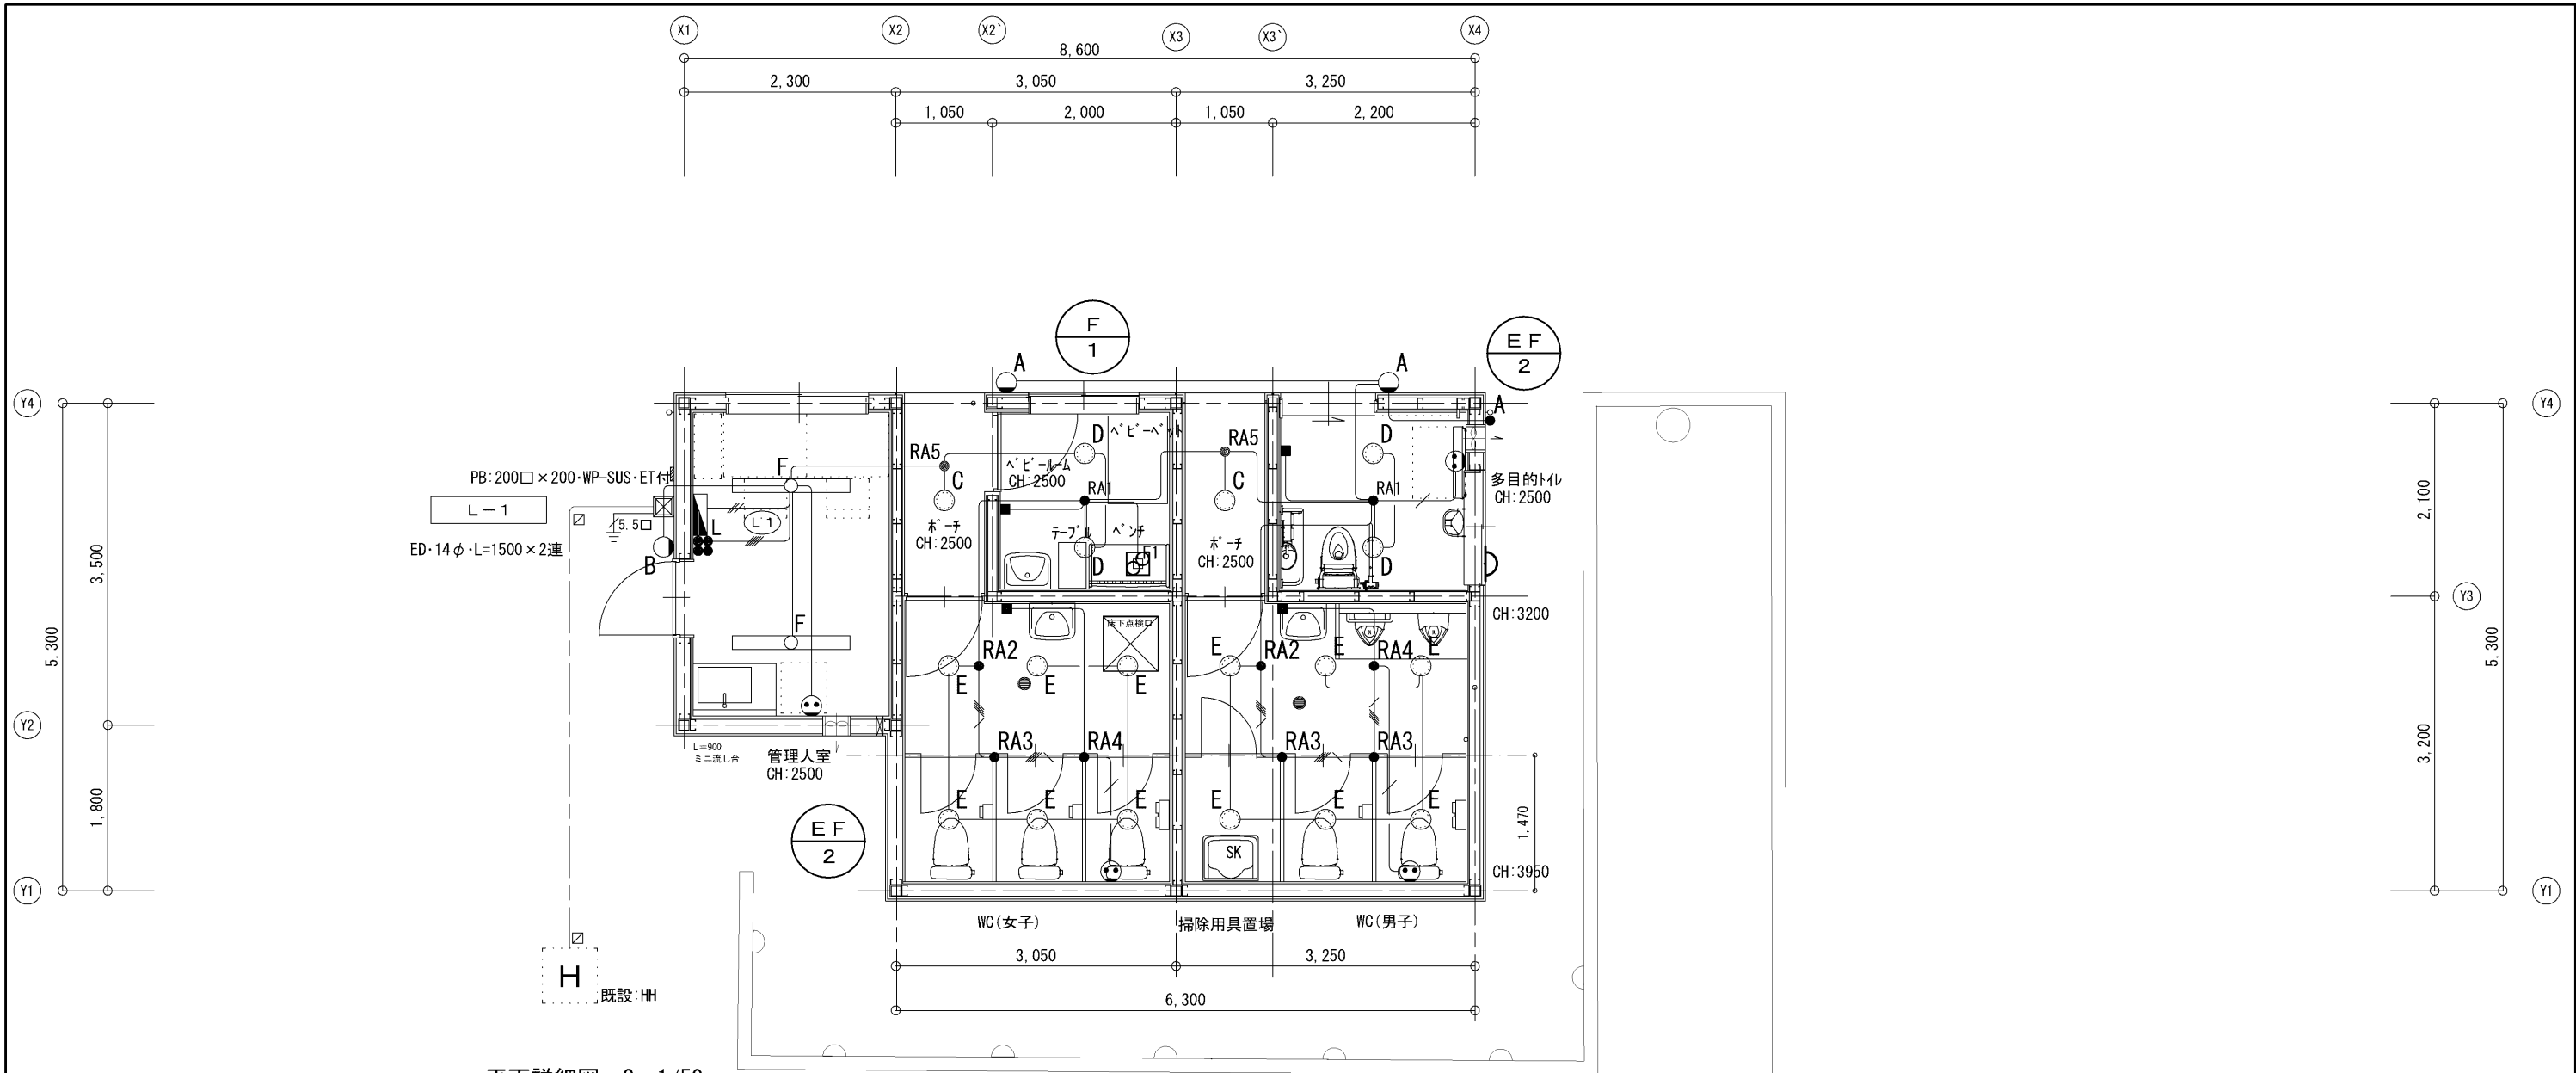 X1 X2 X2` X3 X3` X4
8,600
2,300 3,050 3,250
1,050 2,000 1,050 2,200
F
1
EF
2
A A
Y4 Y4
A
ベビーベット
D D
RA5 RA5
F
ベビールーム
CH:2500
C C
RA1 RA1
PB:200□×200・WP-SUS・ET付
多目的トイレ
CH:2500
L-1
L
L1
5.5□
ポーチ
CH:2500
テーブル ベンチ
ポーチ
CH:2500
F1
D D
ED・14φ・L=1500×2連
B
2,100
3,500
Y3
CH:3200
F
床下点検口
RA2 RA2 RA4
E E E E E E
5,300 5,300
Y2
L=900
ミニ流し台
管理人室
CH:2500
RA3 RA4 RA3 RA3
3,200
1,800
E E E E E E
1,470
EF
2
SK
CH:3950
Y1 Y1
WC(女子) 掃除用具置場 WC(男子)
3,050 3,250
H
既設:HH
6,300